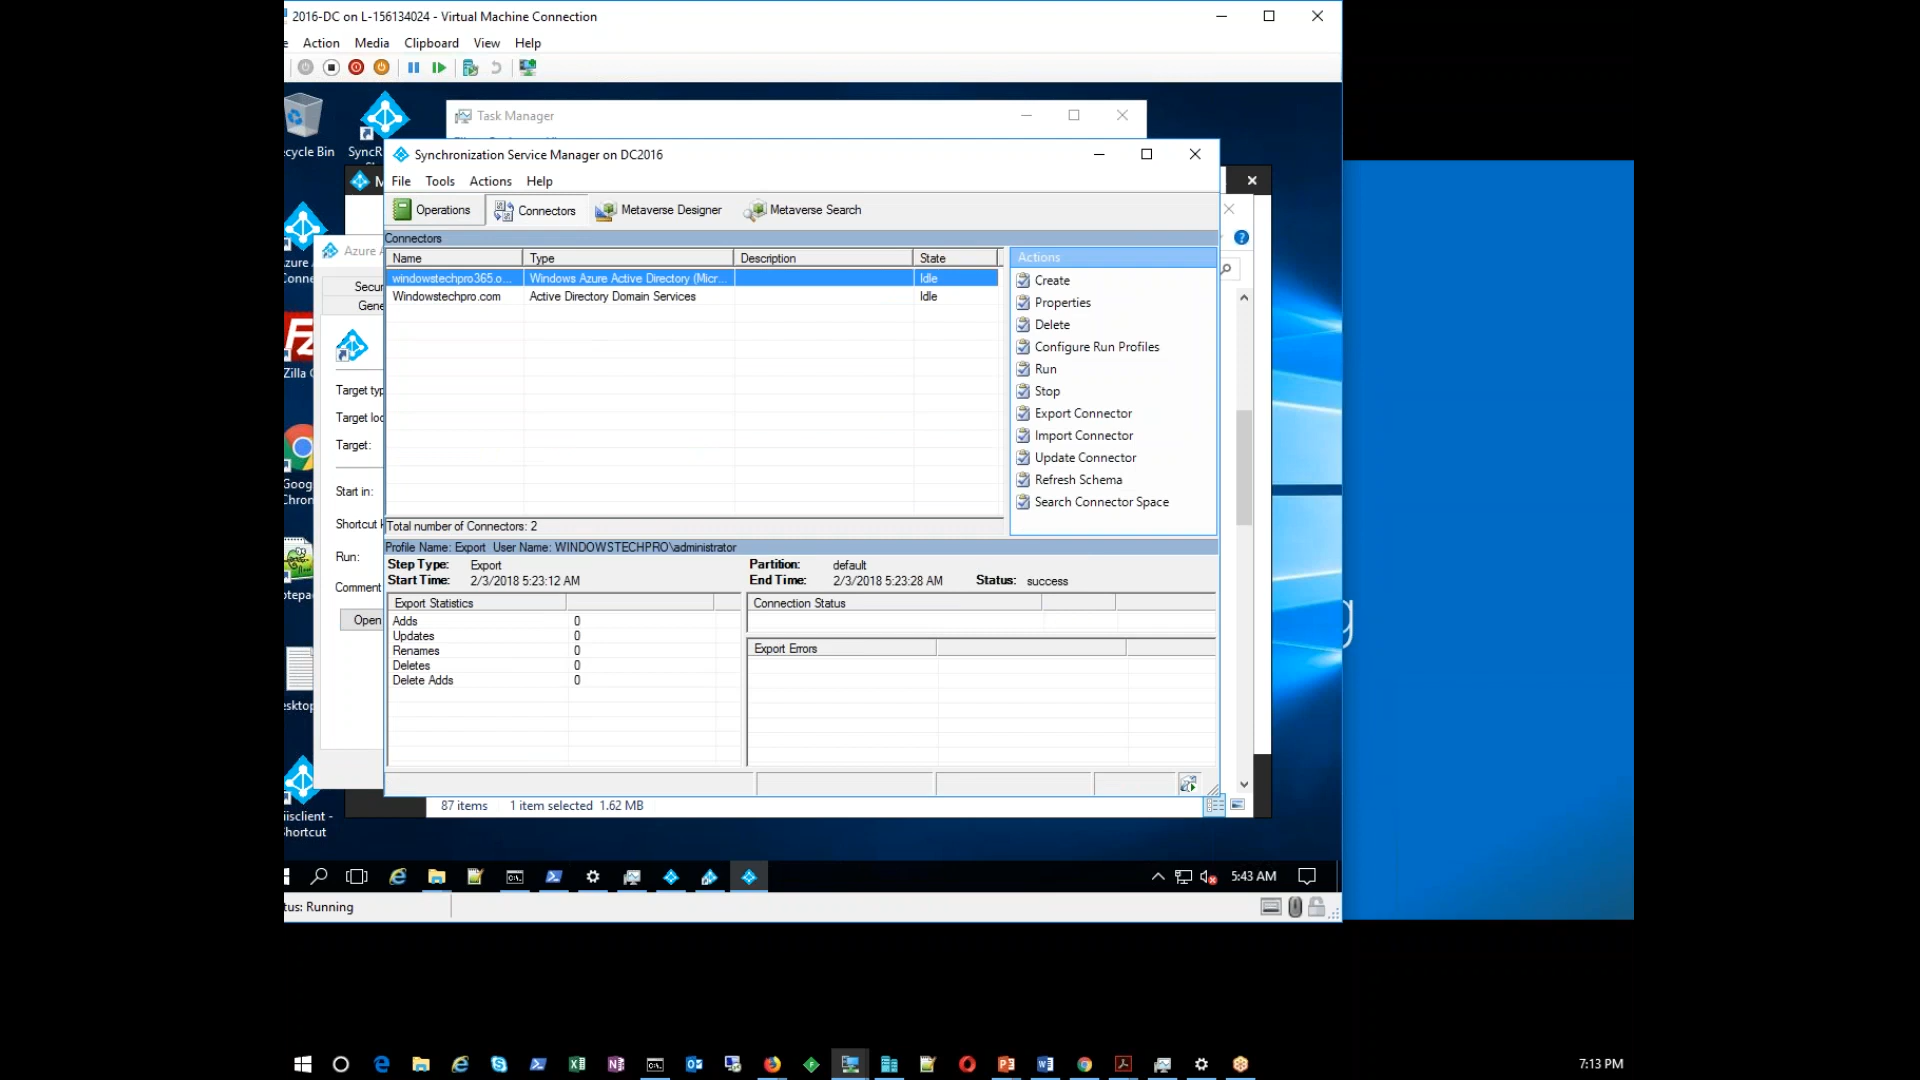 2016-DC on L-156134024 - Virtual Machine Connection
Action Media Clipboard View Help
Task Manager
ecycle Bin
SyncR
Synchronization Service Manager on DC2016
M
File Tools Actions Help
Operations Connectors Metaverse Designer Metaverse Search
Connectors
Azure A
Name Type Description State
Actions
windowstechpro365.o... Windows Azure Active Directory (Micr... Idle
Windowstechpro.com Active Directory Domain Services Idle
Create
Properties
Delete
Configure Run Profiles
Run
Stop
Export Connector
Import Connector
Update Connector
Refresh Schema
Search Connector Space
Total number of Connectors: 2
Profile Name: Export User Name: WINDOWSTECHPRO\administrator
Step Type: Export Partition: default
Start Time: 2/3/2018 5:23:12 AM End Time: 2/3/2018 5:23:28 AM Status: success
Export Statistics
Adds 0
Updates 0
Renames 0
Deletes 0
Delete Adds 0
Connection Status
Export Errors
Secur
Gene
Target typ
Target loc
Target:
Start in:
Shortcut k
Run:
Comment
Open
zure A
Conne
Zilla C
Goog
Chron
otepa
esktop
iisclient -
hortcut
87 items 1 item selected 1.62 MB
g
5:43 AM
tus: Running
7:13 PM